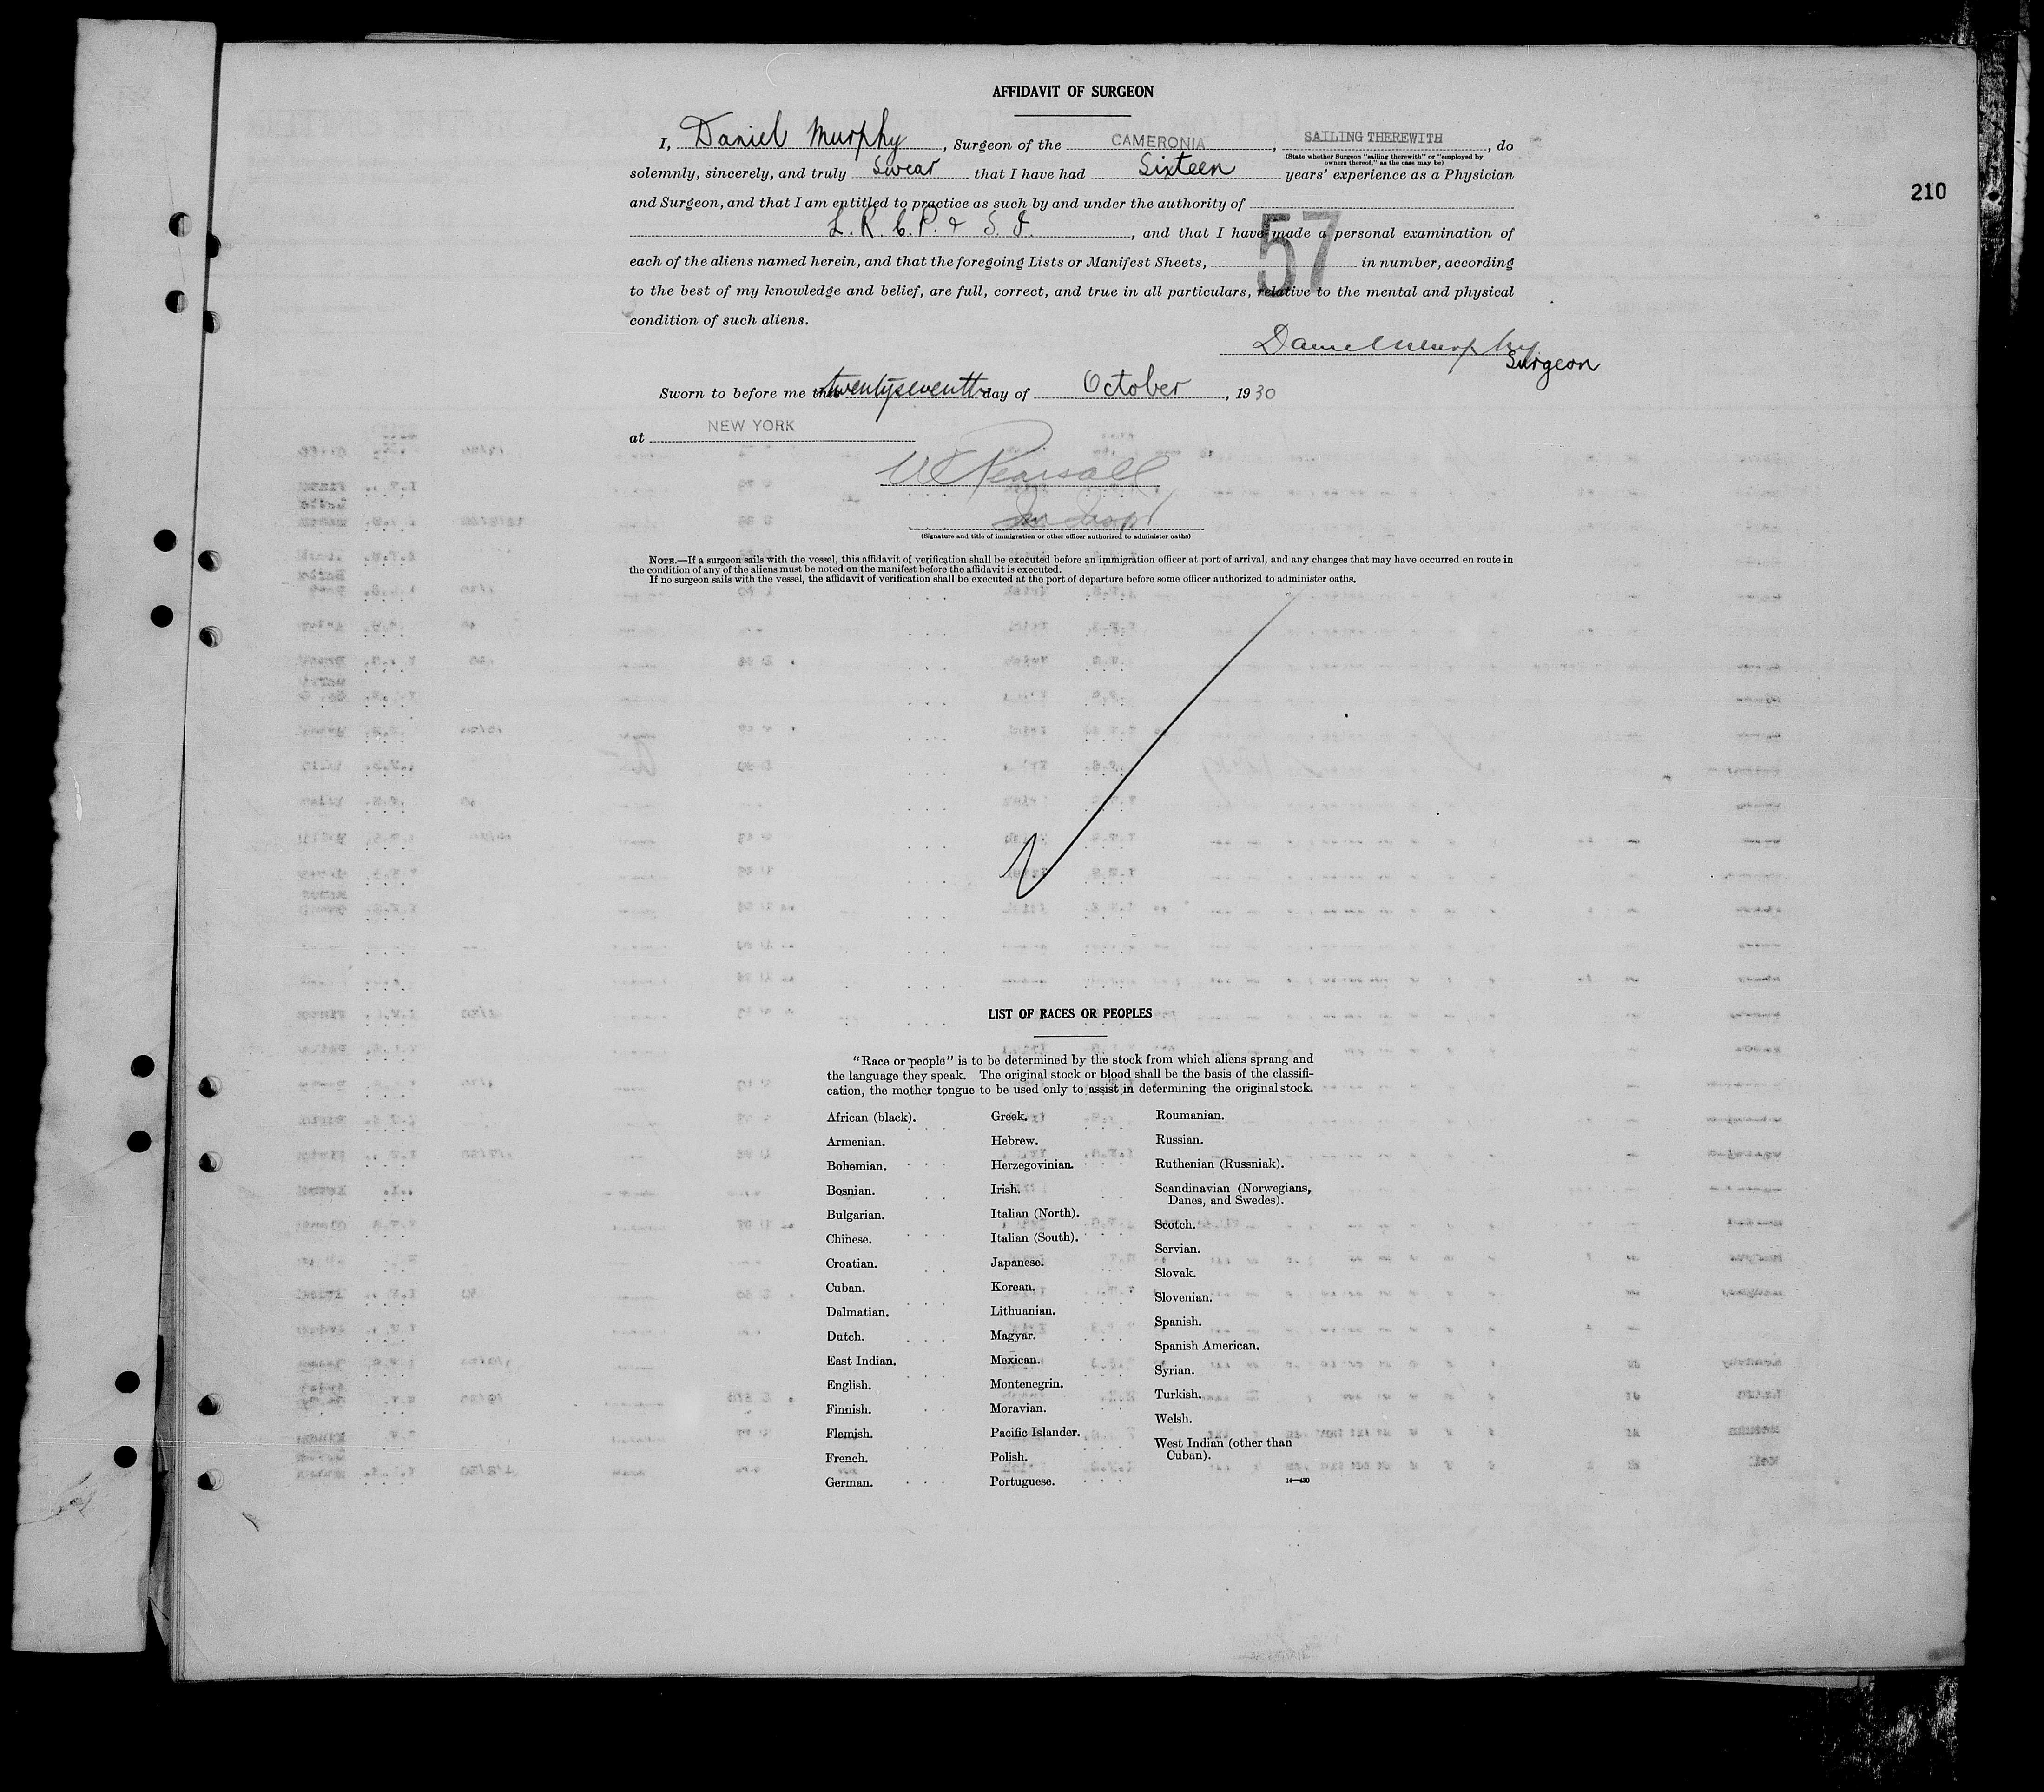 AFFIDAVIT OF SURGEON
I, Daniel Murphy, Surgeon of the CAMERONIA, SAILING THEREWITH, do
(State whether Surgeon "sailing therewith" or "employed by
owners thereof," as the case may be)
solemnly, sincerely, and truly Swear that I have had Sixteen years' experience as a Physician
and Surgeon, and that I am entitled to practice as such by and under the authority of
L. R. C. P. & S. I., and that I have made a personal examination of
each of the aliens named herein, and that the foregoing Lists or Manifest Sheets, 57 in number, according
to the best of my knowledge and belief, are full, correct, and true in all particulars, relative to the mental and physical
condition of such aliens.
210
Daniel Murphy
Surgeon
Sworn to before me this twentyseventh day of October, 1930
at NEW YORK
Pearsall
(Signature and title of immigration or other officer authorized to administer oaths)
NOTE.—If a surgeon sails with the vessel, this affidavit of verification shall be executed before an immigration officer at port of arrival, and any changes that may have occurred en route in
the condition of any of the aliens must be noted on the manifest before the affidavit is executed.
If no surgeon sails with the vessel, the affidavit of verification shall be executed at the port of departure before some officer authorized to administer oaths.
LIST OF RACES OR PEOPLES
"Race or people" is to be determined by the stock from which aliens sprang and
the language they speak. The original stock or blood shall be the basis of the classifi-
cation, the mother tongue to be used only to assist in determining the original stock.
African (black).
Armenian.
Bohemian.
Bosnian.
Bulgarian.
Chinese.
Croatian.
Cuban.
Dalmatian.
Dutch.
East Indian.
English.
Finnish.
Flemish.
French.
German.
Greek.
Hebrew.
Herzegovinian.
Irish.
Italian (North).
Italian (South).
Japanese.
Korean.
Lithuanian.
Magyar.
Mexican.
Montenegrin.
Moravian.
Pacific Islander.
Polish.
Portuguese.
Roumanian.
Russian.
Ruthenian (Russniak).
Scandinavian (Norwegians,
Danes, and Swedes).
Scotch.
Servian.
Slovak.
Slovenian.
Spanish.
Spanish American.
Syrian.
Turkish.
Welsh.
West Indian (other than
Cuban).
14—430